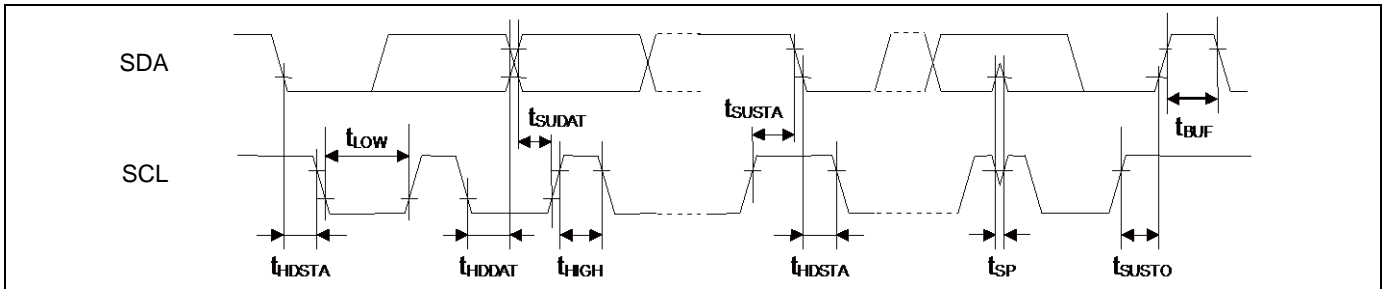 SDA
tSUDAT
tSUSTA
tBUF
tLOW
SCL
tHDSTA
tHDDAT
tHIGH
tHDSTA
tSP
tSUSTO